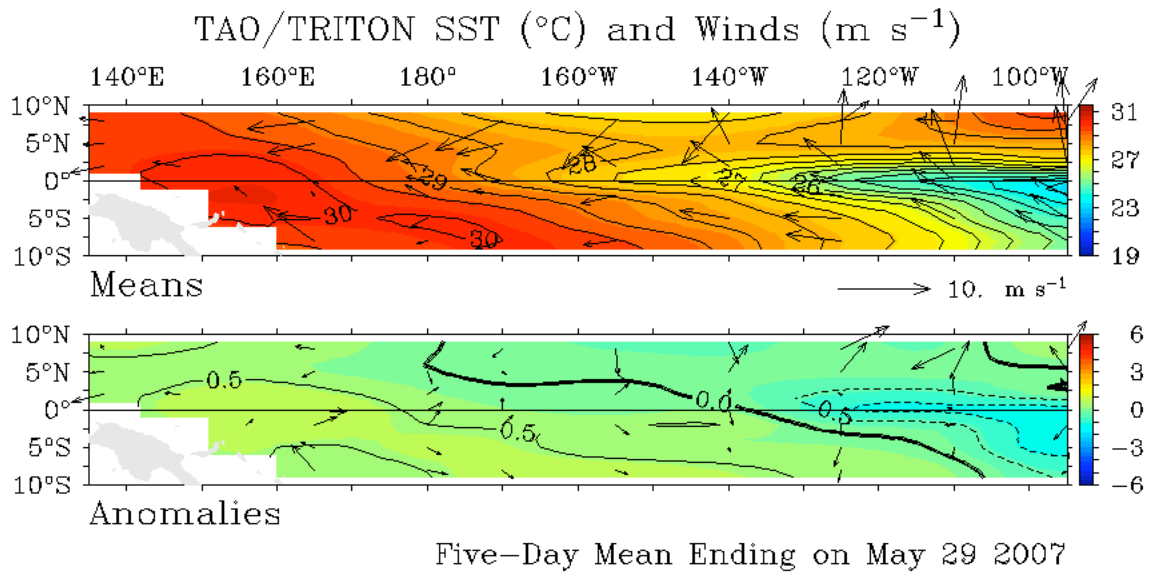 TAO/TRITON SST (°C) and Winds (m s⁻¹)
140°E 160°E 180° 160°W 140°W 120°W 100°W
10°N
5°N
0°
5°S
10°S
29
28
27
26
30
30
31
27
23
19
Means
10. m s⁻¹
10°N
5°N
0°
5°S
10°S
0.5
0.5
0.0
0.5
6
3
0
−3
−6
Anomalies
Five−Day Mean Ending on May 29 2007